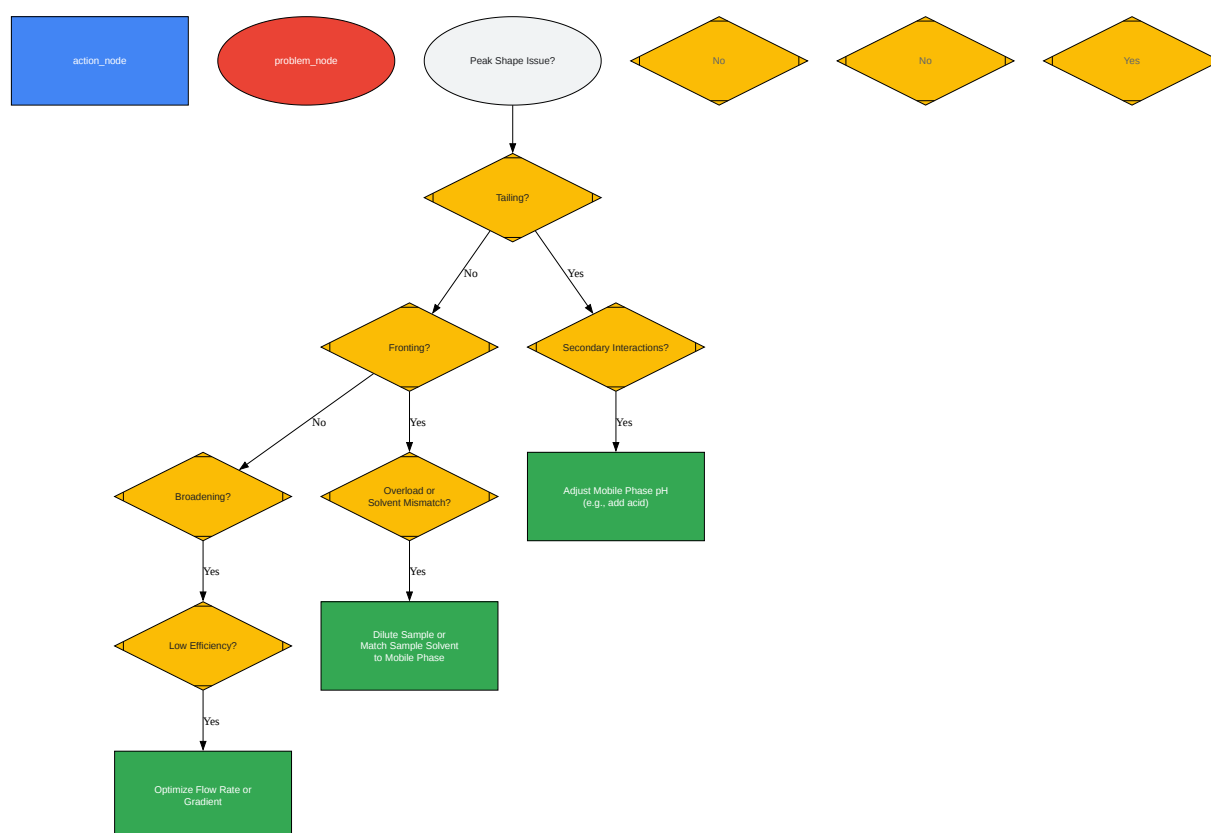 action_node
problem_node
Peak Shape Issue?
No
No
Yes
Tailing?
No
Yes
Fronting?
Secondary Interactions?
No
Yes
Yes
Broadening?
Overload or
Solvent Mismatch?
Adjust Mobile Phase pH
(e.g., add acid)
Yes
Yes
Low Efficiency?
Dilute Sample or
Match Sample Solvent
to Mobile Phase
Yes
Optimize Flow Rate or
Gradient